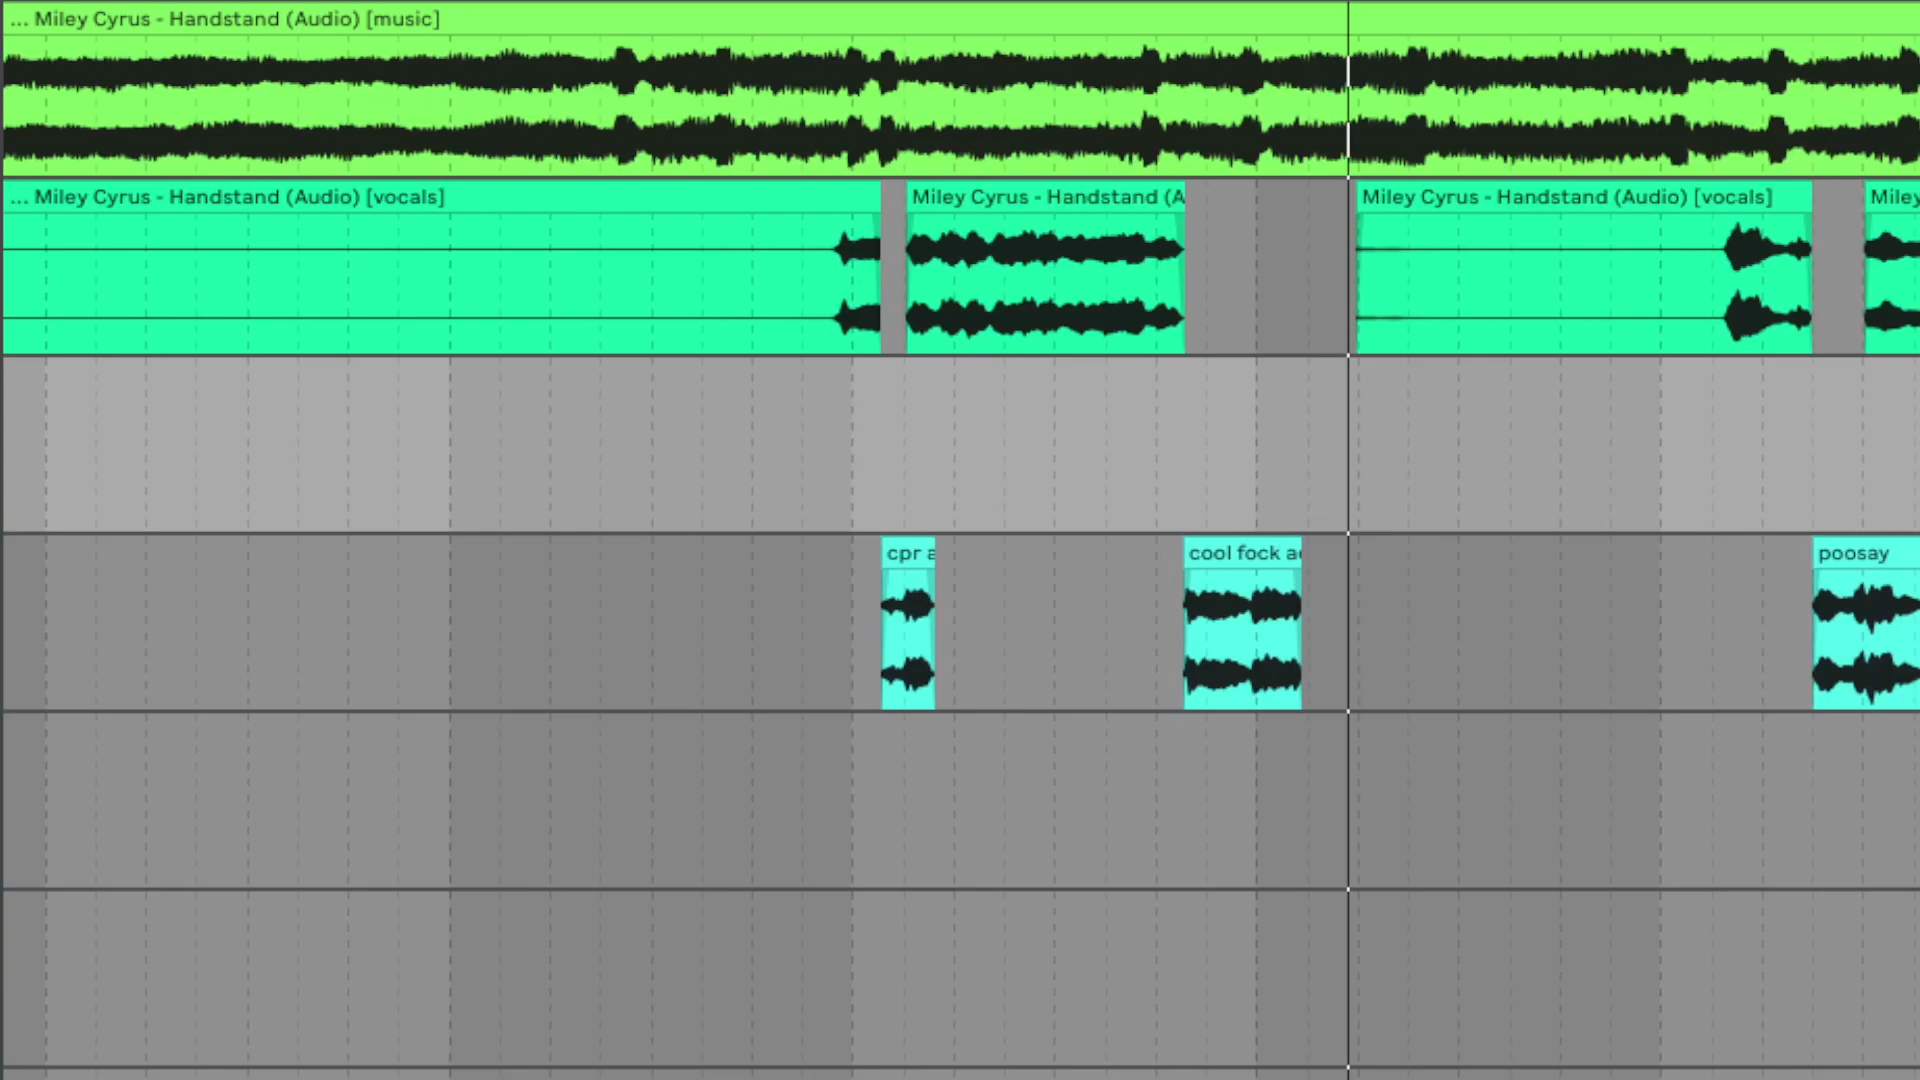 ... Miley Cyrus - Handstand (Audio) [music]
... Miley Cyrus - Handstand (Audio) [vocals]
Miley Cyrus - Handstand (A
Miley Cyrus - Handstand (Audio) [vocals]
Miley
cpr a
cool fock a
poosay